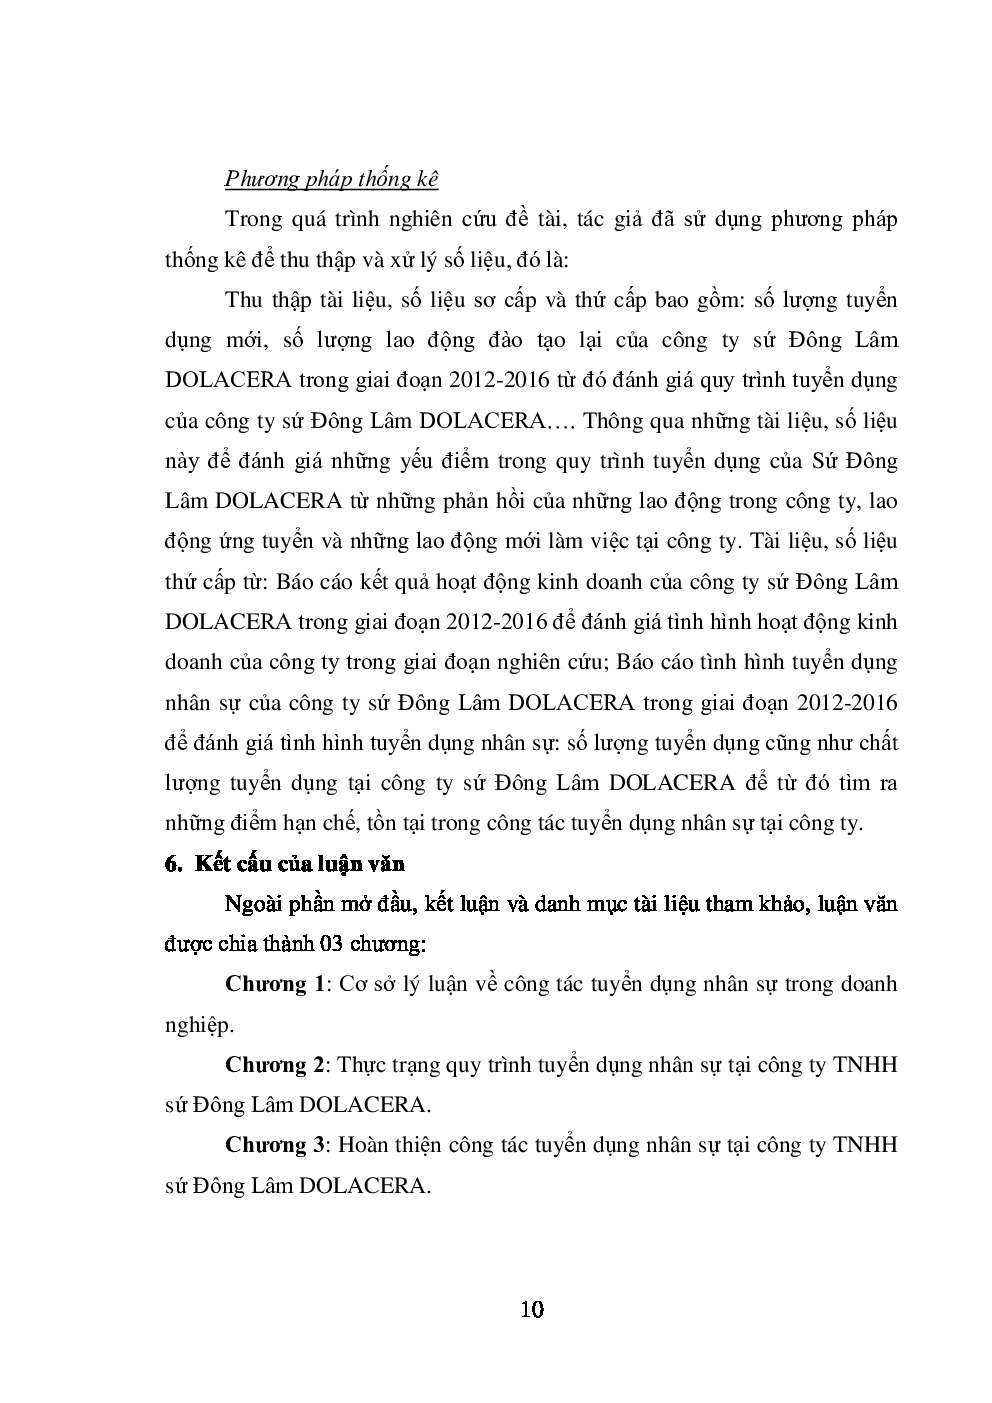 Phương pháp thống kê
Trong quá trình nghiên cứu đề tài, tác giả đã sử dụng phương pháp
thống kê để thu thập và xử lý số liệu, đó là:
Thu thập tài liệu, số liệu sơ cấp và thứ cấp bao gồm: số lượng tuyển
dụng mới, số lượng lao động đào tạo lại của công ty sứ Đông Lâm
DOLACERA trong giai đoạn 2012-2016 từ đó đánh giá quy trình tuyển dụng
của công ty sứ Đông Lâm DOLACERA…. Thông qua những tài liệu, số liệu
này để đánh giá những yếu điểm trong quy trình tuyển dụng của Sứ Đông
Lâm DOLACERA từ những phản hồi của những lao động trong công ty, lao
động ứng tuyển và những lao động mới làm việc tại công ty. Tài liệu, số liệu
thứ cấp từ: Báo cáo kết quả hoạt động kinh doanh của công ty sứ Đông Lâm
DOLACERA trong giai đoạn 2012-2016 để đánh giá tình hình hoạt động kinh
doanh của công ty trong giai đoạn nghiên cứu; Báo cáo tình hình tuyển dụng
nhân sự của công ty sứ Đông Lâm DOLACERA trong giai đoạn 2012-2016
để đánh giá tình hình tuyển dụng nhân sự: số lượng tuyển dụng cũng như chất
lượng tuyển dụng tại công ty sứ Đông Lâm DOLACERA để từ đó tìm ra
những điểm hạn chế, tồn tại trong công tác tuyển dụng nhân sự tại công ty.
6. Kết cấu của luận văn
Ngoài phần mở đầu, kết luận và danh mục tài liệu tham khảo, luận văn
được chia thành 03 chương:
Chương 1: Cơ sở lý luận về công tác tuyển dụng nhân sự trong doanh
nghiệp.
Chương 2: Thực trạng quy trình tuyển dụng nhân sự tại công ty TNHH
sứ Đông Lâm DOLACERA.
Chương 3: Hoàn thiện công tác tuyển dụng nhân sự tại công ty TNHH
sứ Đông Lâm DOLACERA.
10